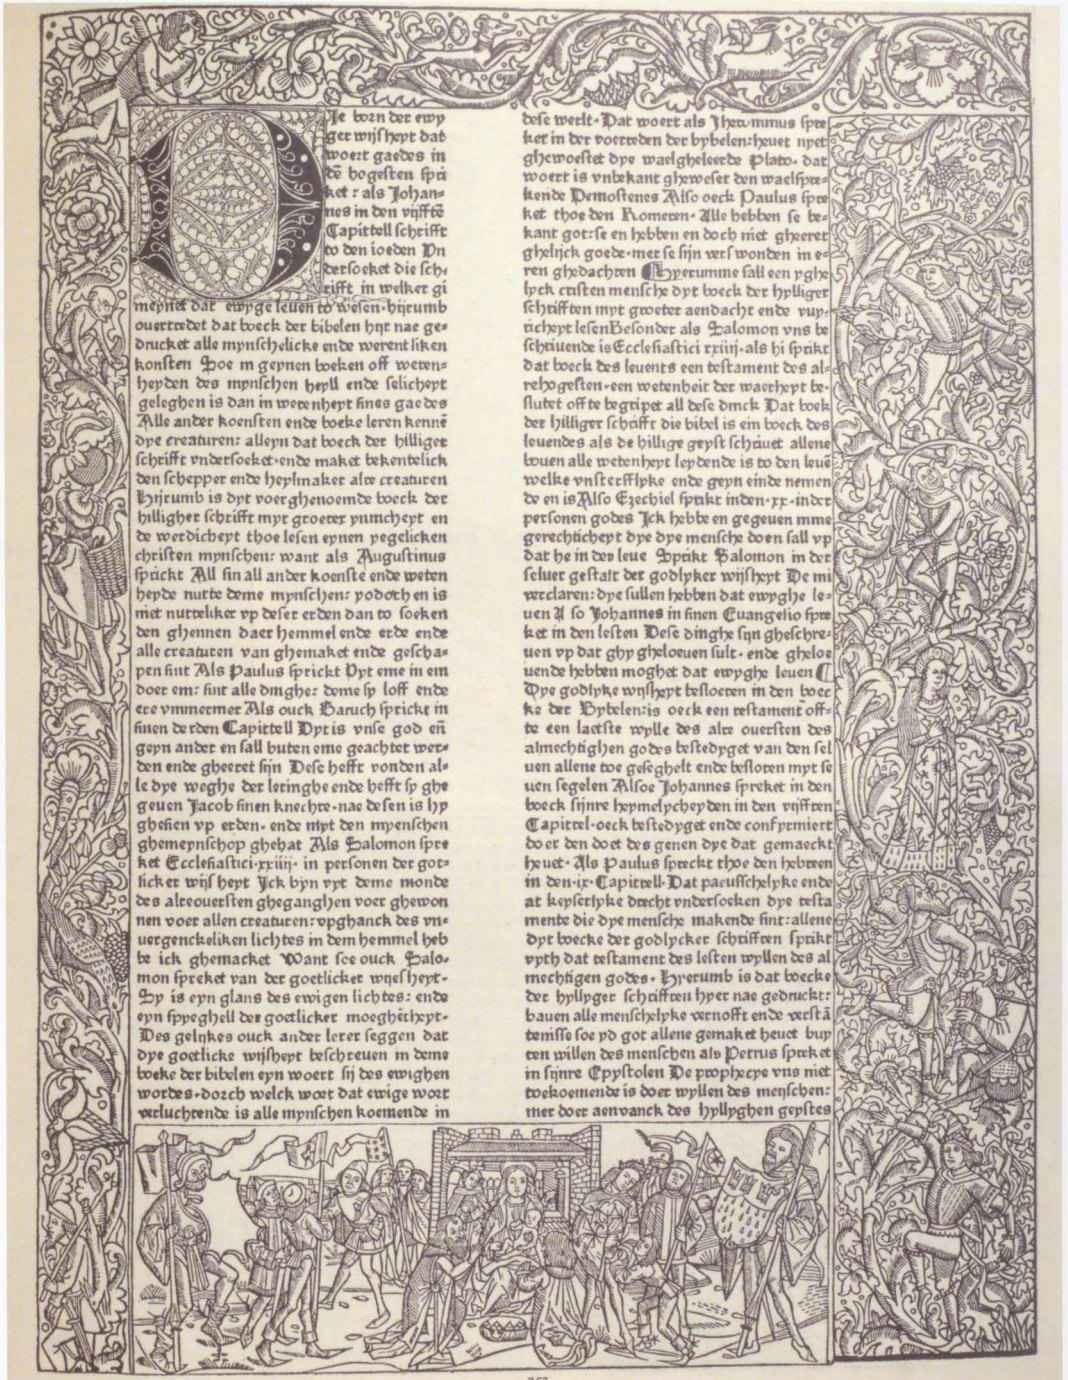 Je born der ewy
ger wijsheyt dat
woert gaedes in
dē hogesten sprī
ket : als Johan-
nes in den vijfftē
Capittell schrifft
to den ioeden Vn
dersoeket die sch-
rifft in welker gi
meynet dat ewyge leuen to wesen-hijrumb
ouertredet dat boeck der bibelen hyr nae ge-
drucket alle mynschelicke ende werentliken
konsten Soe in geynen boeken off weten-
heyden des mynschen heyll ende selicheyt
geleghen is dan in wetenheyt sines gaedes
Alle ander koensten ende boeke leren kennē
dye creaturen: alleyn dat boeck der hilliger
schrifft vndersoeket-ende maket bekentelick
den schepper ende heylmaker alre creaturen
Hijrumb is dyt voerghenoemde boeck der
hilligher schrifft myt groeter ynnicheyt en
de werdicheyt thoe lesen eynen yegelicken
christen mynschen: want als Augustinus
sprickt All sin all ander koenste ende weten
heyde nutte deme mynschen: yodoch en is
niet nutteliker vp deser erden dan to soeken
den ghennen daer hemmel ende erde ende
alle creaturen van ghemaket ende gescha-
pen sint Als Paulus sprickt Vyt eme in em
doer em: sint alle dinghe: deme sy loff ende
ere vmmermer Als ouck Baruch sprickt in
sinen derden Capittell Dyt is vnse god eñ
geyn ander en sall buten eme geachtet wer-
den ende gheeret sijn Dese hefft vonden al-
le dye weghe der leringhe ende hefft sy ghe
geuen Jacob sinen knechte-nae desen is hy
ghesien vp erden-ende myt den myenschen
ghemeynschop ghehat Als Salomon spre
ket Ecclesiastici-xxiiij- in personen der got-
licker wijsheyt Jck byn vyt deme monde
des alreouersten gheganghen voer ghewon
nen voer allen creaturen:vpghanck des vn-
uergenckeliken lichtes in dem hemmel heb
be ick ghemacket Want soe ouck Salo-
mon spreket van der goetlicker wijesheyt-
Sy is eyn glans des ewigen lichtes: ende
eyn spyeghell der goetlicker moeghētheyt-
Des gelykes ouck ander lerer seggen dat
dye goetlicke wijsheyt beschreuen in deme
boeke der bibelen eyn woert sij des ewighen
wordes-dorch welck woet dat ewige wort
verluchtende is alle mynschen koemende in
dese werlt-Dat woert als Jheronimus spre
ket in der voerreden der bybelen:heuet nyet
ghewoestet dye waelgheleerde Plato- dat
woert is vnbekant gheweset den waelspre-
kende Demostenes Also oeck Paulus spre
ket thoe den Romeren- Alle hebben se be-
kant got:se en hebben en doch niet gheeret
ghelijck goede-mer se sijn verswonden in e-
ren ghedachten Hyerumme sall een yghe
lyck cristen mensche dyt boeck der hylliger
schrifften myt groeter aendacht ende vuy-
richeyt lesen Besonder als Salomon vns be
schriuende is Ecclesiastici xxiiij-als hi sprikt
dat boeck des leuents een testament des al-
rehogesten-een wetenheit der waerheyt be-
slutet off te begripet all dese dinck Dat boek
der hilliger schrifft die bibel is ein boeck des
leuendes als de hillige geyst schriuet allene
bouen alle wetenheyt leydende is to den leuē
welke vnsterfflyke ende geyn einde nemen
de en is Also Ezechiel sprikt inden-xx-in der
personen godes Jck hebbe en gegeuen mine
gerechticheyt dye dye mensche doen sall vp
dat he in der leue Sprikt Salomon in der
seluer gestalt der godlyker wijsheyt De mi
verclaren:dye sullen hebben dat ewyghe le-
uen Also Johannes in sinen Euangelio spre
ket in den lesten Dese dinghe sijn gheschre-
uen vp dat ghy gheloeuen sult- ende gheloe
uende hebben moghet dat ewyghe leuen
Dye godlyke wijsheyt besloeten in den boec
ke der Bybelen:is oeck een testament off-
te een laetste wylle des alre ouersten des
almechtighen godes bestedyget van den sel
uen allene toe geseghelt ende besloten myt se
uen segelen Alsoe Johannes spreket in den
boeck sijnre heymelycheyden in den vijfften
Capittel-oeck bestedyget ende confyrmiert
doer den doet des genen dye dat gemaeckt
heuet- Als Paulus spreckt thoe den hebreen
in den-ix-Capittell-Dat paeusschelyke ende
at keyserlyke drecht vndersoeken dye testa
mente die dye mensche makende sint:allene
dyt boecke der godlycker schrifften sprikt
vyth dat testament des lesten wyllen des al
mechtigen godes- Hyerumb is dat boecke
der hyllyger schrifften hyer nae gedruckt:
bauen alle menschelyke vernofft ende verstā
tenisse soe yd got allene gemaket heuet buy
ten willen des menschen als Petrus spreket
in sijnre Epystolen De prophecye vns niet
toekoemende is doer wyllen des menschen:
mer doer aenvanck des hyllyghen geystes